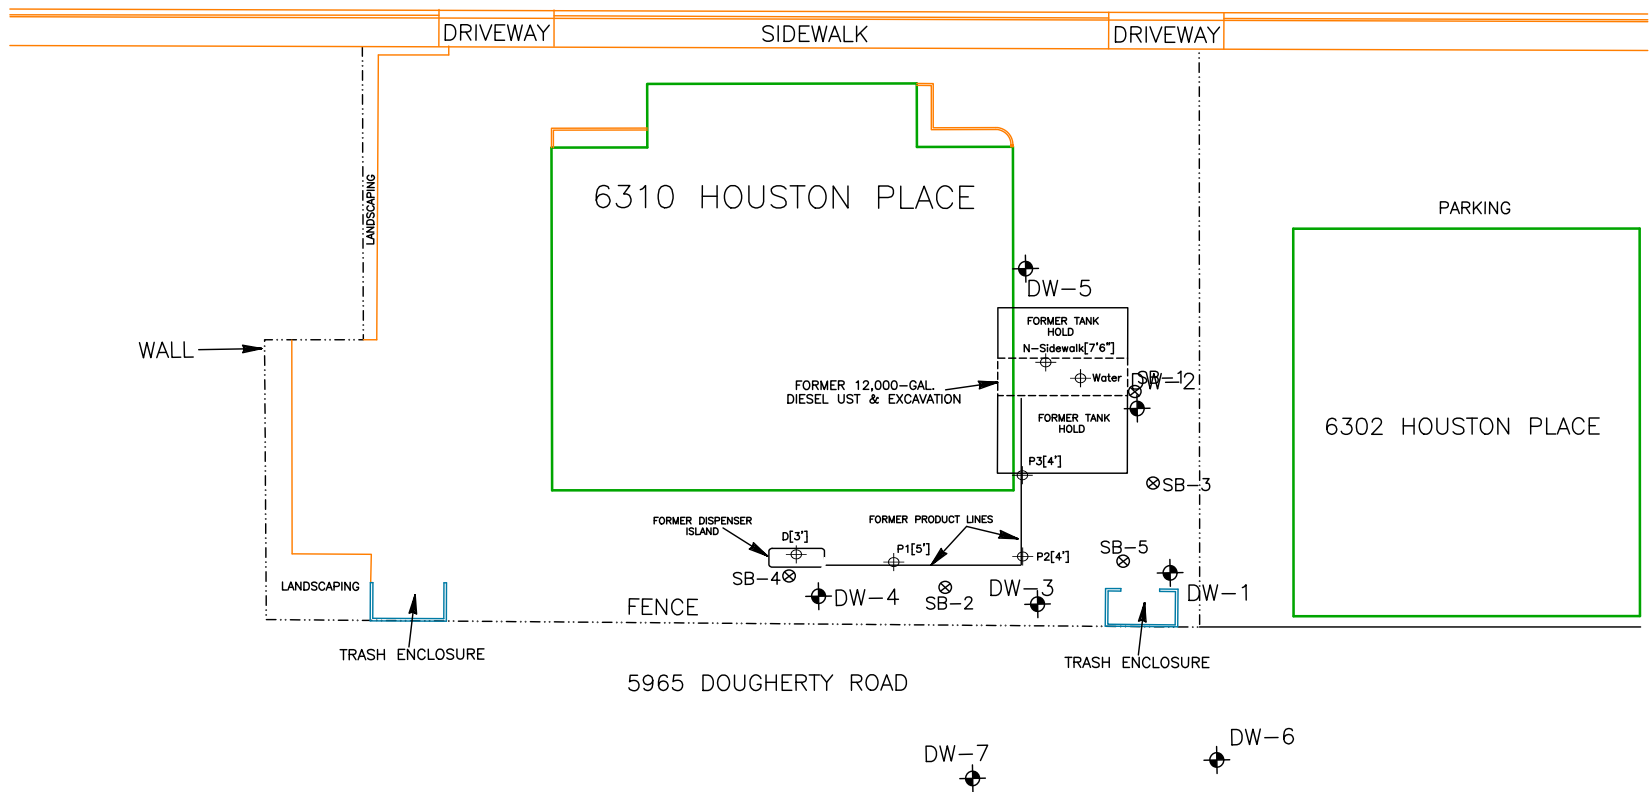 DRIVEWAY
SIDEWALK
DRIVEWAY
LANDSCAPING
6310 HOUSTON PLACE
PARKING
DW-5
FORMER TANK
HOLD
WALL
N-Sidewalk[7'6"]
Water
SB-1
DW-2
FORMER 12,000-GAL.
DIESEL UST & EXCAVATION
FORMER TANK
HOLD
6302 HOUSTON PLACE
P3[4']
SB-3
FORMER DISPENSER
ISLAND
FORMER PRODUCT LINES
D[3']
P1[5']
P2[4']
SB-5
SB-4
LANDSCAPING
DW-4
SB-2
DW-3
DW-1
FENCE
TRASH ENCLOSURE
TRASH ENCLOSURE
5965 DOUGHERTY ROAD
DW-7
DW-6